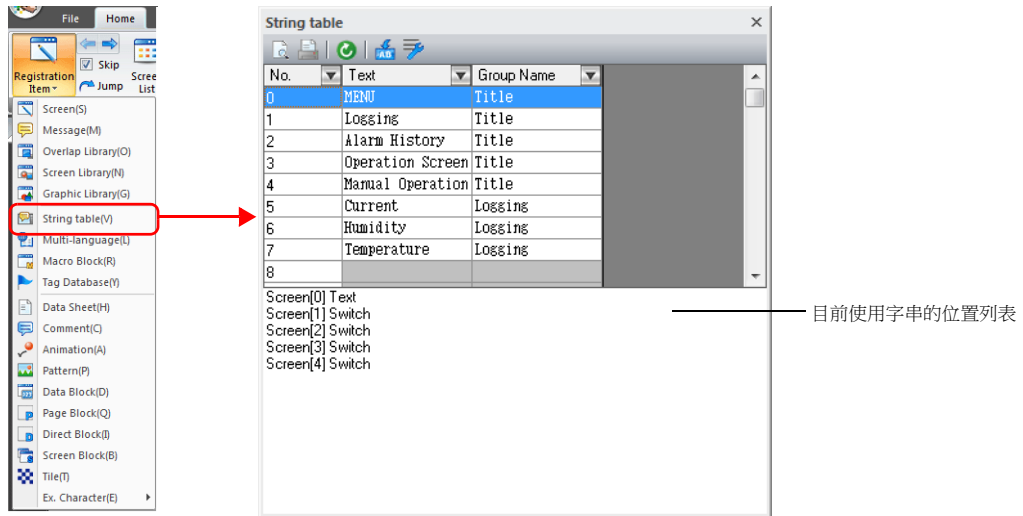 File Home
Skip
Registration Item
Jump
Scree
List
Screen(S)
Message(M)
Overlap Library(O)
Screen Library(N)
Graphic Library(G)
String table(V)
Multi-language(L)
Macro Block(R)
Tag Database(Y)
Data Sheet(H)
Comment(C)
Animation(A)
Pattern(P)
Data Block(D)
Page Block(Q)
Direct Block(I)
Screen Block(B)
Tile(T)
Ex. Character(E)
String table
No. Text Group Name
0 MENU Title
1 Logging Logging Title
2 Alarm History Title
3 Operation Screen Title
4 Manual Operation Title
5 Current Logging
6 Humidity Logging
7 Temperature Logging
8
Screen[0] Text
Screen[1] Switch
Screen[2] Switch
Screen[3] Switch
Screen[4] Switch
目前使用字串的位置列表